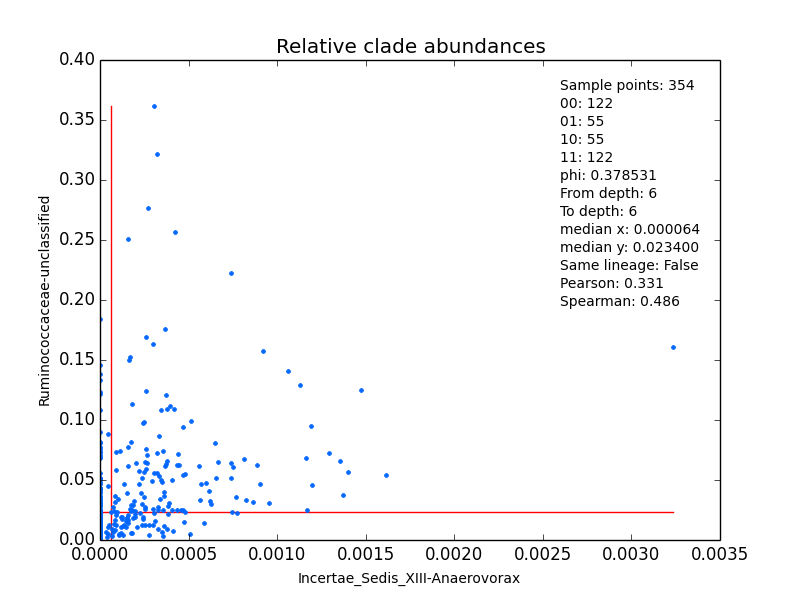 Relative clade abundances
0.40
0.35
0.30
0.25
0.20
0.15
0.10
0.05
0.00
Ruminococcaceae-unclassified
Sample points: 354
00: 122
01: 55
10: 55
11: 122
phi: 0.378531
From depth: 6
To depth: 6
median x: 0.000064
median y: 0.023400
Same lineage: False
Pearson: 0.331
Spearman: 0.486
0.0000 0.0005 0.0010 0.0015 0.0020 0.0025 0.0030 0.0035
Incertae_Sedis_XIII-Anaerovorax